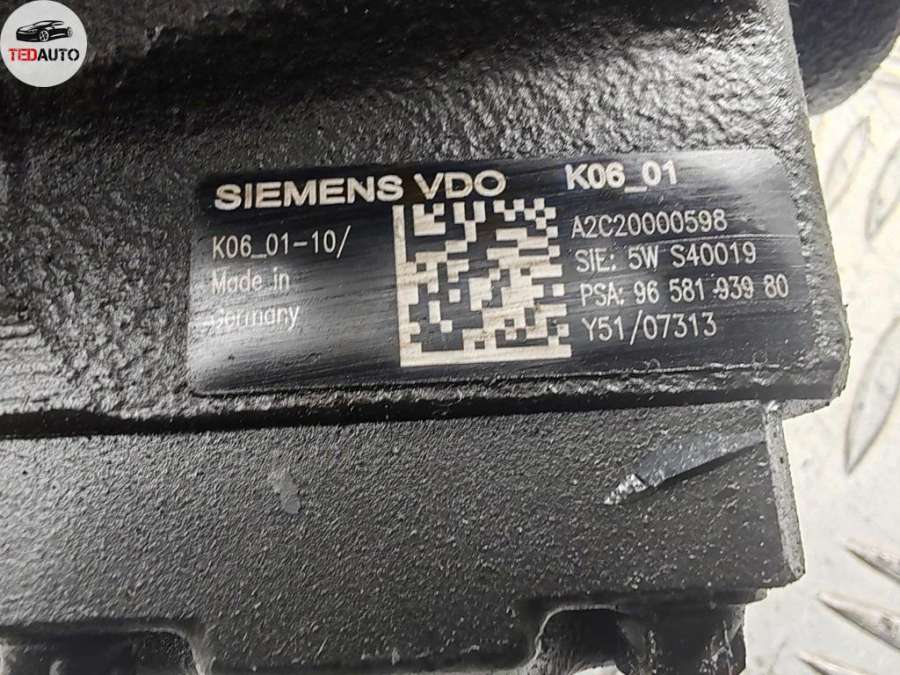 TEDAUTO
SIEMENS VDO K06_01
K06_01-10/
Made in
Germany
A2C20000598
SIE: 5W S40019
PSA: 96 581 939 80
Y51/07313